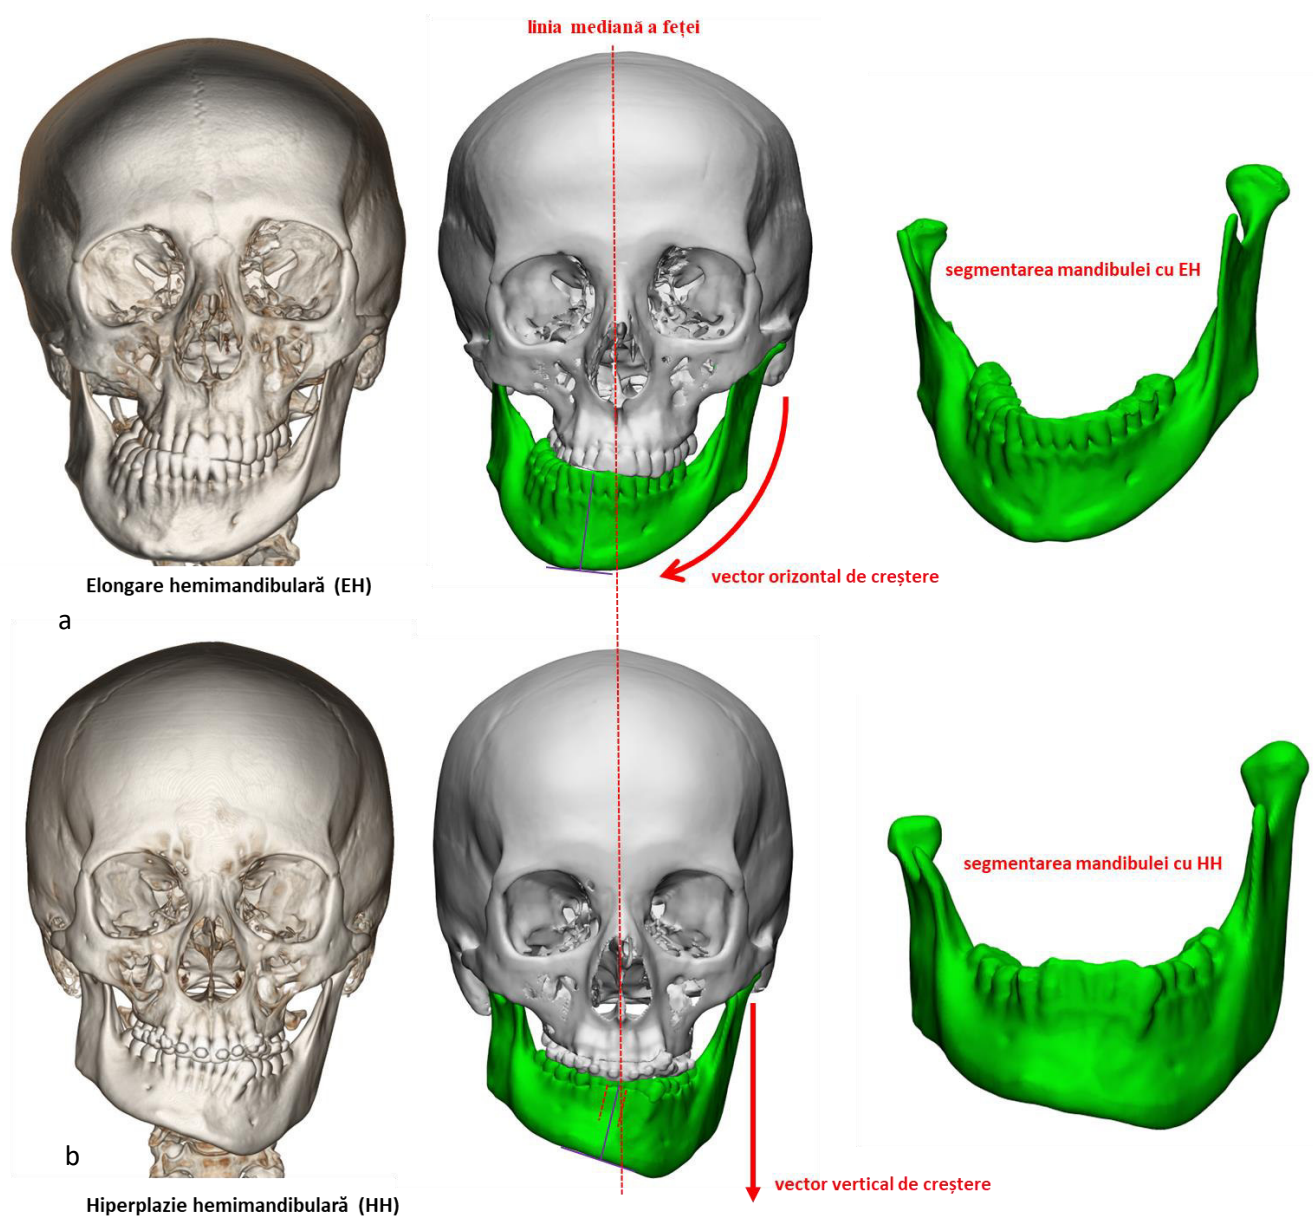 linia mediană a feței
segmentarea mandibulei cu EH
vector orizontal de creștere
Elongare hemimandibulară (EH)
a
segmentarea mandibulei cu HH
b
vector vertical de creștere
Hiperplazie hemimandibulară (HH)